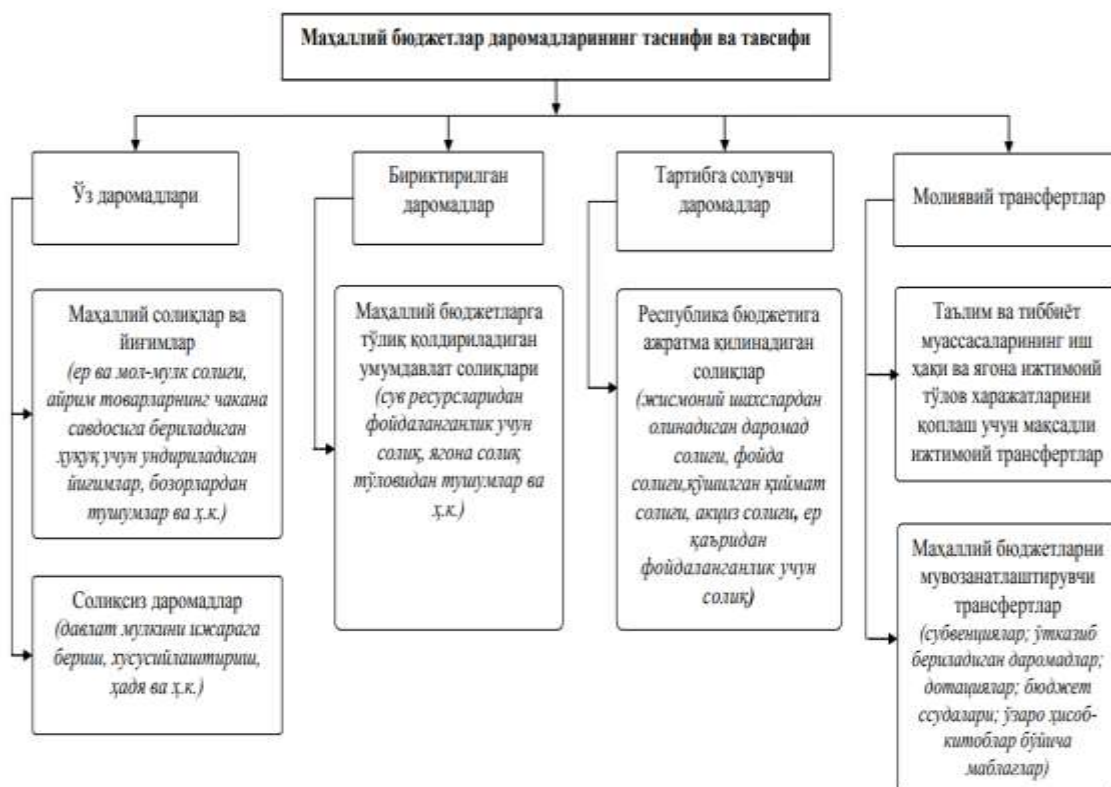 Маҳаллий бюджетлар даромадларининг таснифи ва тавсифи
Ўз даромадлари
Бириктирилган
даромадлар
Тартибга солувчи
даромадлар
Молиявий трансфертлар
Маҳаллий солиқлар ва
йиғимлар
(ер ва мол-мулк солиғи,
айрим товарларнинг чакана
савдосига бериладиган
ҳуқуқ учун ундириладиган
йиғимлар, бозорлардан
тушумлар ва ҳ.к.)
Солиқсиз даромадлар
(давлат мулкини ижарага
бериш, хусусийлаштириш,
ҳадя ва ҳ.к.)
Маҳаллий бюджетларга
тўлиқ қолдириладиган
умумдавлат солиқлари
(сув ресурсларидан
фойдаланганлик учун
солиқ, ягона солиқ
тўловидан тушумлар ва
ҳ.к.)
Республика бюджетига
ажратма қилинадиган
солиқлар
(жисмоний шахслардан
олинадиган даромад
солиғи, фойда
солиғи,қўшилган қиймат
солиғи, акциз солиғи, ер
қаъридан
фойдаланганлик учун
солиқ)
Таълим ва тиббиёт
муассасаларининг иш
ҳақи ва ягона ижтимоий
тўлов харажатларини
қоплаш учун мақсадли
ижтимоий трансфертлар
Маҳаллий бюджетларни
мувозанатлаштирувчи
трансфертлар
(субвенциялар; ўтказиб
бериладиган даромадлар;
дотациялар; бюджет
ссудалари; ўзаро ҳисоб-
китоблар бўйича
маблағлар)